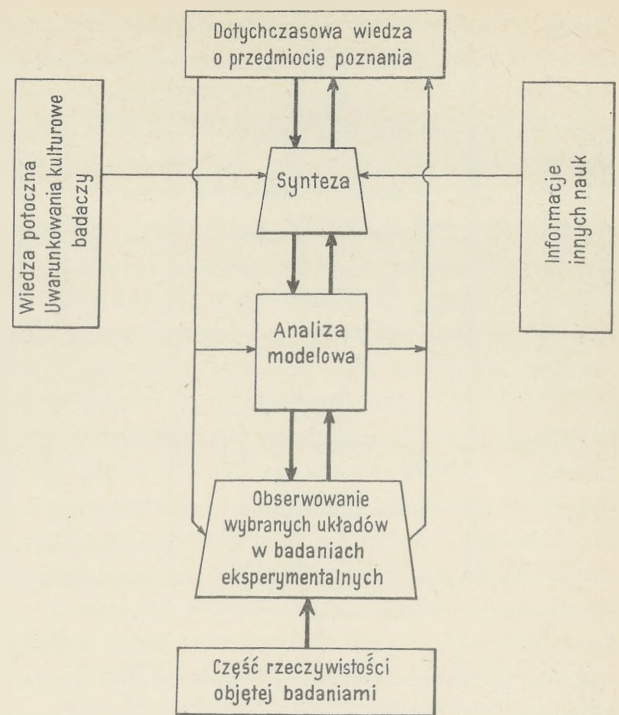 Dotychczasowa wiedza
o przedmiocie poznania
Wiedza potoczna
Uwarunkowania kulturowe
badaczy
Synteza
Informacje
innych nauk
Analiza
modelowa
Obserwowanie
wybranych układów
w badaniach
eksperymentalnych
Część rzeczywistości
objętej badaniami